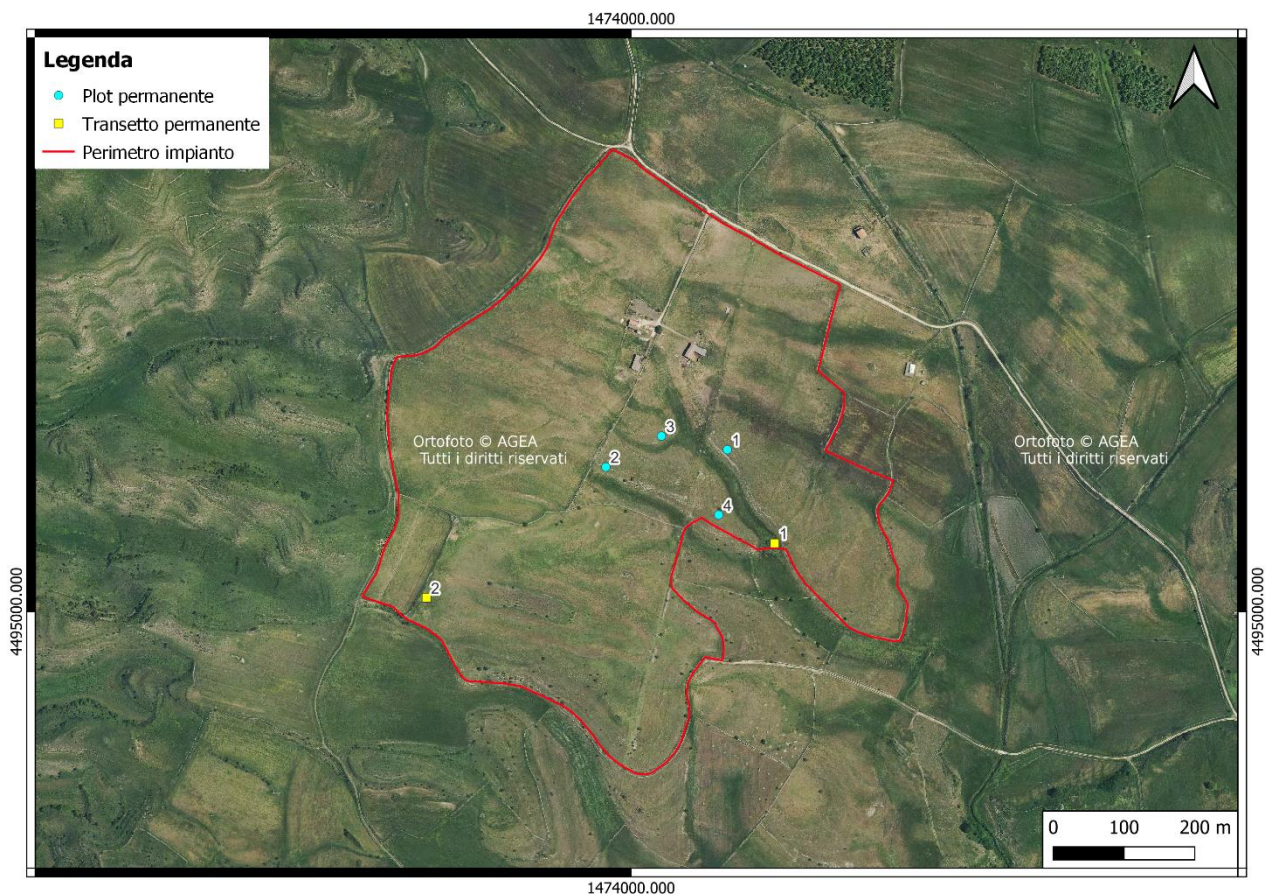 1474000.000
Legenda
Plot permanente
Transetto permanente
Perimetro impianto
3
1
Ortofoto © AGEA
Tutti i diritti riservati
Ortofoto © AGEA
Tutti i diritti riservati
2
4
1
2
4495000.000
4495000.000
0 100 200 m
1474000.000